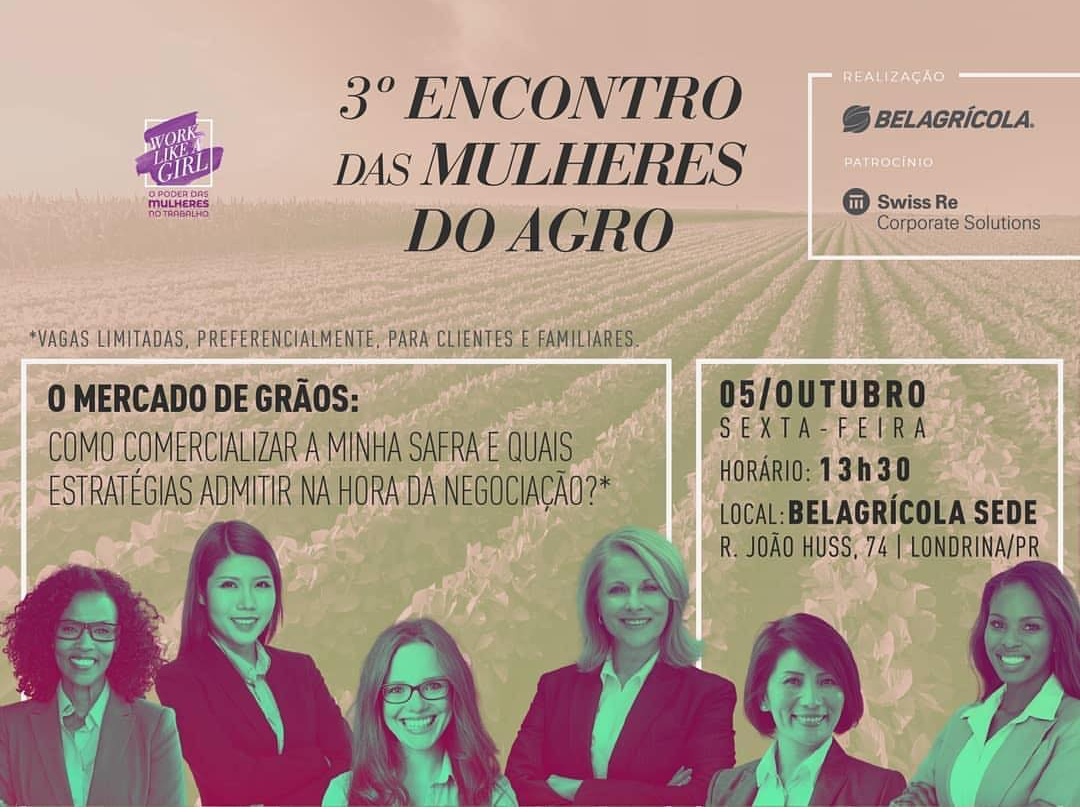 WORK
LIKE A
GIRL
O PODER DAS
MULHERES
NO TRABALHO
3º ENCONTRO
DAS MULHERES
DO AGRO
REALIZAÇÃO
BELAGRÍCOLA.
PATROCÍNIO
Swiss Re
Corporate Solutions
*VAGAS LIMITADAS, PREFERENCIALMENTE, PARA CLIENTES E FAMILIARES.
O MERCADO DE GRÃOS:
COMO COMERCIALIZAR A MINHA SAFRA E QUAIS
ESTRATÉGIAS ADMITIR NA HORA DA NEGOCIAÇÃO?*
05/OUTUBRO
SEXTA-FEIRA
HORÁRIO: 13h30
LOCAL: BELAGRÍCOLA SEDE
R. JOÃO HUSS, 74 | LONDRINA/PR